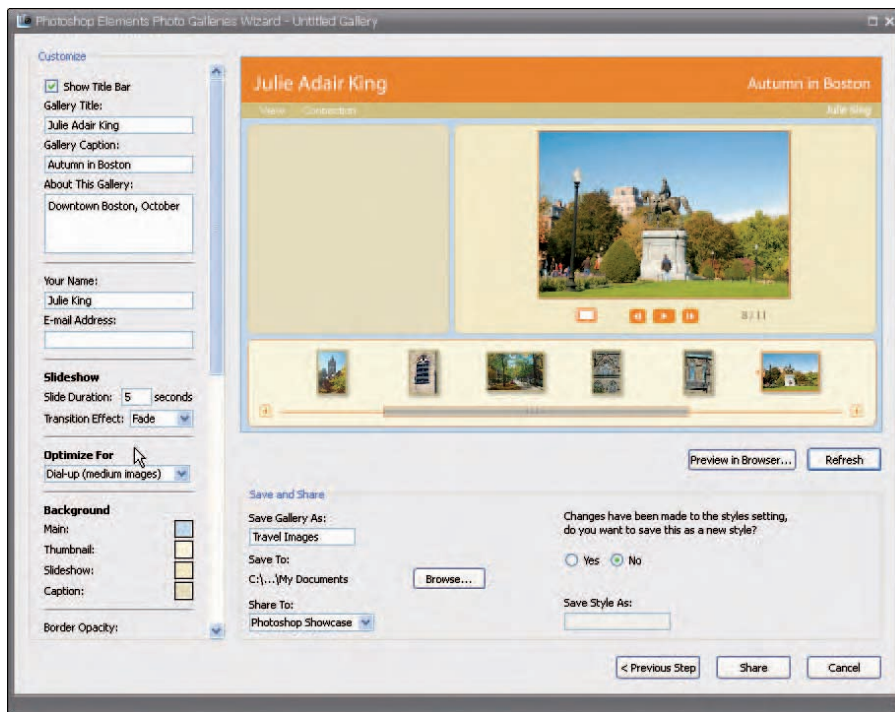 Photoshop Elements Photo Galleries Wizard - Untitled Gallery
Customize
Show Title Bar
Gallery Title:
Julie Adair King
Gallery Caption:
Autumn in Boston
About This Gallery:
Downtown Boston, October
Your Name:
Julie King
E-mail Address:
Slideshow
Slide Duration: 5 seconds
Transition Effect: Fade
Optimize For
Dial-up (medium images)
Background
Main:
Thumbnail:
Slideshow:
Caption:
Border Opacity:
Julie Adair King
Autumn in Boston
View Connection
Julie King
8 / 11
Preview in Browser...
Refresh
Save and Share
Save Gallery As:
Travel Images
Save To:
C:\...\My Documents
Browse...
Share To:
Photoshop Showcase
Changes have been made to the styles setting,
do you want to save this as a new style?
Yes No
Save Style As:
< Previous Step
Share
Cancel